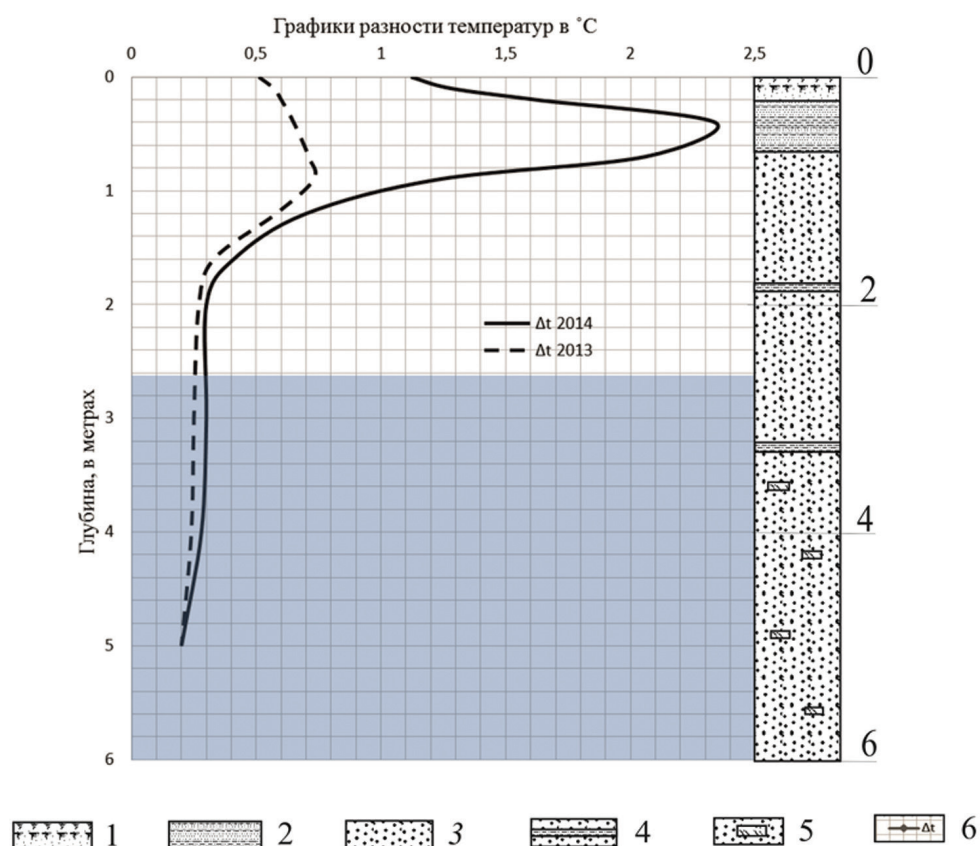 Графики разности температур в ˚С
0 0,5 1 1,5 2 2,5
0 0
1
2 2
Δt 2014
Δt 2013
3
Глубина, в метрах
4 4
5
6 6
1 2 3 4 5 Δt 6